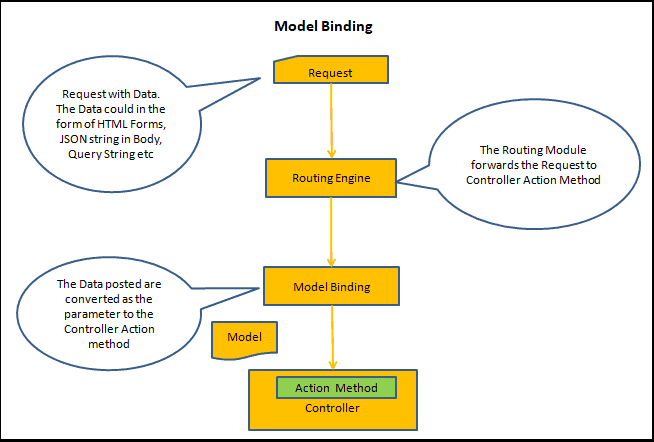 Model Binding
Request
Request with Data.
The Data could in the
form of HTML Forms,
JSON string in Body,
Query String etc
The Routing Module
forwards the Request to
Controller Action Method
Routing Engine
The Data posted are
converted as the
parameter to the
Controller Action
method
Model Binding
Model
Action Method
Controller